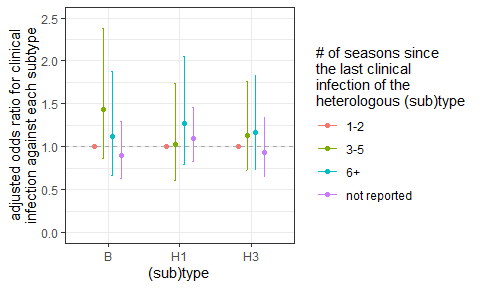 adjusted odds ratio for clinical
infection against each subtype
2.5
2.0
1.5
1.0
0.5
0.0
B
H1
H3
(sub)type
# of seasons since
the last clinical
infection of the
heterologous (sub)type
1-2
3-5
6+
not reported